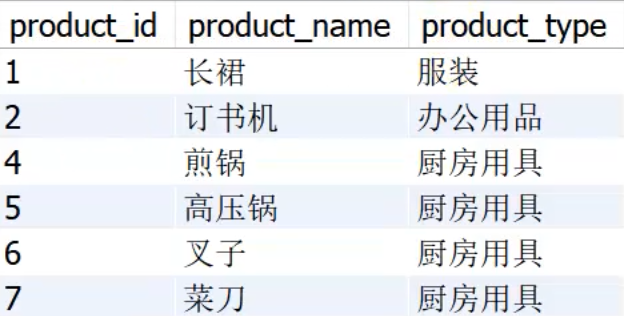 product_id product_name product_type
1 长裙 服装
2 订书机 办公用品
4 煎锅 厨房用具
5 高压锅 厨房用具
6 叉子 厨房用具
7 菜刀 厨房用具